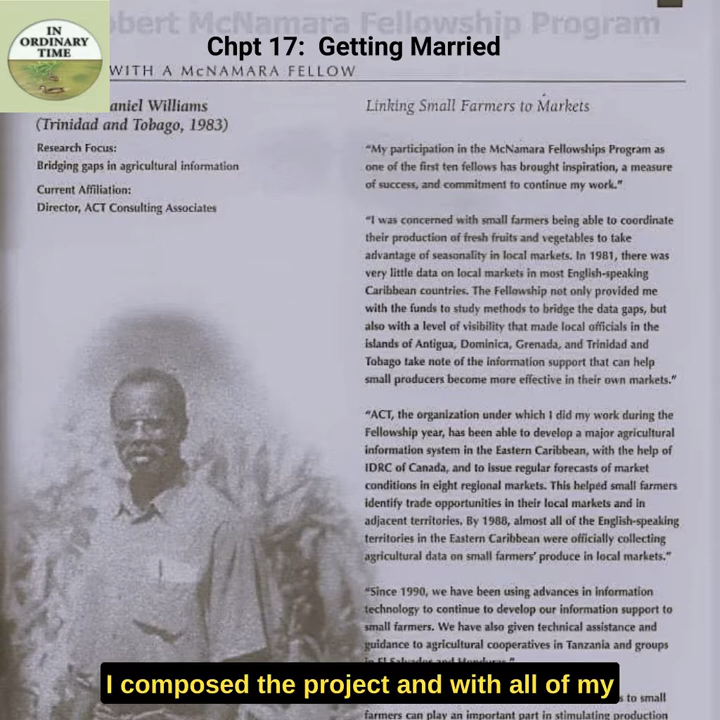 obert McNamara Fellowship Program
IN
ORDINARY
TIME
Chpt 17: Getting Married
WITH A McNAMARA FELLOW
aniel Williams
(Trinidad and Tobago, 1983)
Research Focus:
Bridging gaps in agricultural information
Current Affiliation:
Director, ACT Consulting Associates
Linking Small Farmers to Markets
“My participation in the McNamara Fellowships Program as
one of the first ten fellows has brought inspiration, a measure
of success, and commitment to continue my work.”
“I was concerned with small farmers being able to coordinate
their production of fresh fruits and vegetables to take
advantage of seasonality in local markets. In 1981, there was
very little data on local markets in most English-speaking
Caribbean countries. The Fellowship not only provided me
with the funds to study methods to bridge the data gaps, but
also with a level of visibility that made local officials in the
islands of Antigua, Dominica, Grenada, and Trinidad and
Tobago take note of the information support that can help
small producers become more effective in their own markets.”
“ACT, the organization under which I did my work during the
Fellowship year, has been able to develop a major agricultural
information system in the Eastern Caribbean, with the help of
IDRC of Canada, and to issue regular forecasts of market
conditions in eight regional markets. This helped small farmers
identify trade opportunities in their local markets and in
adjacent territories. By 1988, almost all of the English-speaking
territories in the Eastern Caribbean were officially collecting
agricultural data on small farmers’ produce in local markets.”
“Since 1990, we have been using advances in information
technology to continue to develop our information support to
small farmers. We have also given technical assistance and
guidance to agricultural cooperatives in Tanzania and groups
in El Salvador and Honduras.”
I composed the project and with all of my
s to small
farmers can play an important part in stimulating production